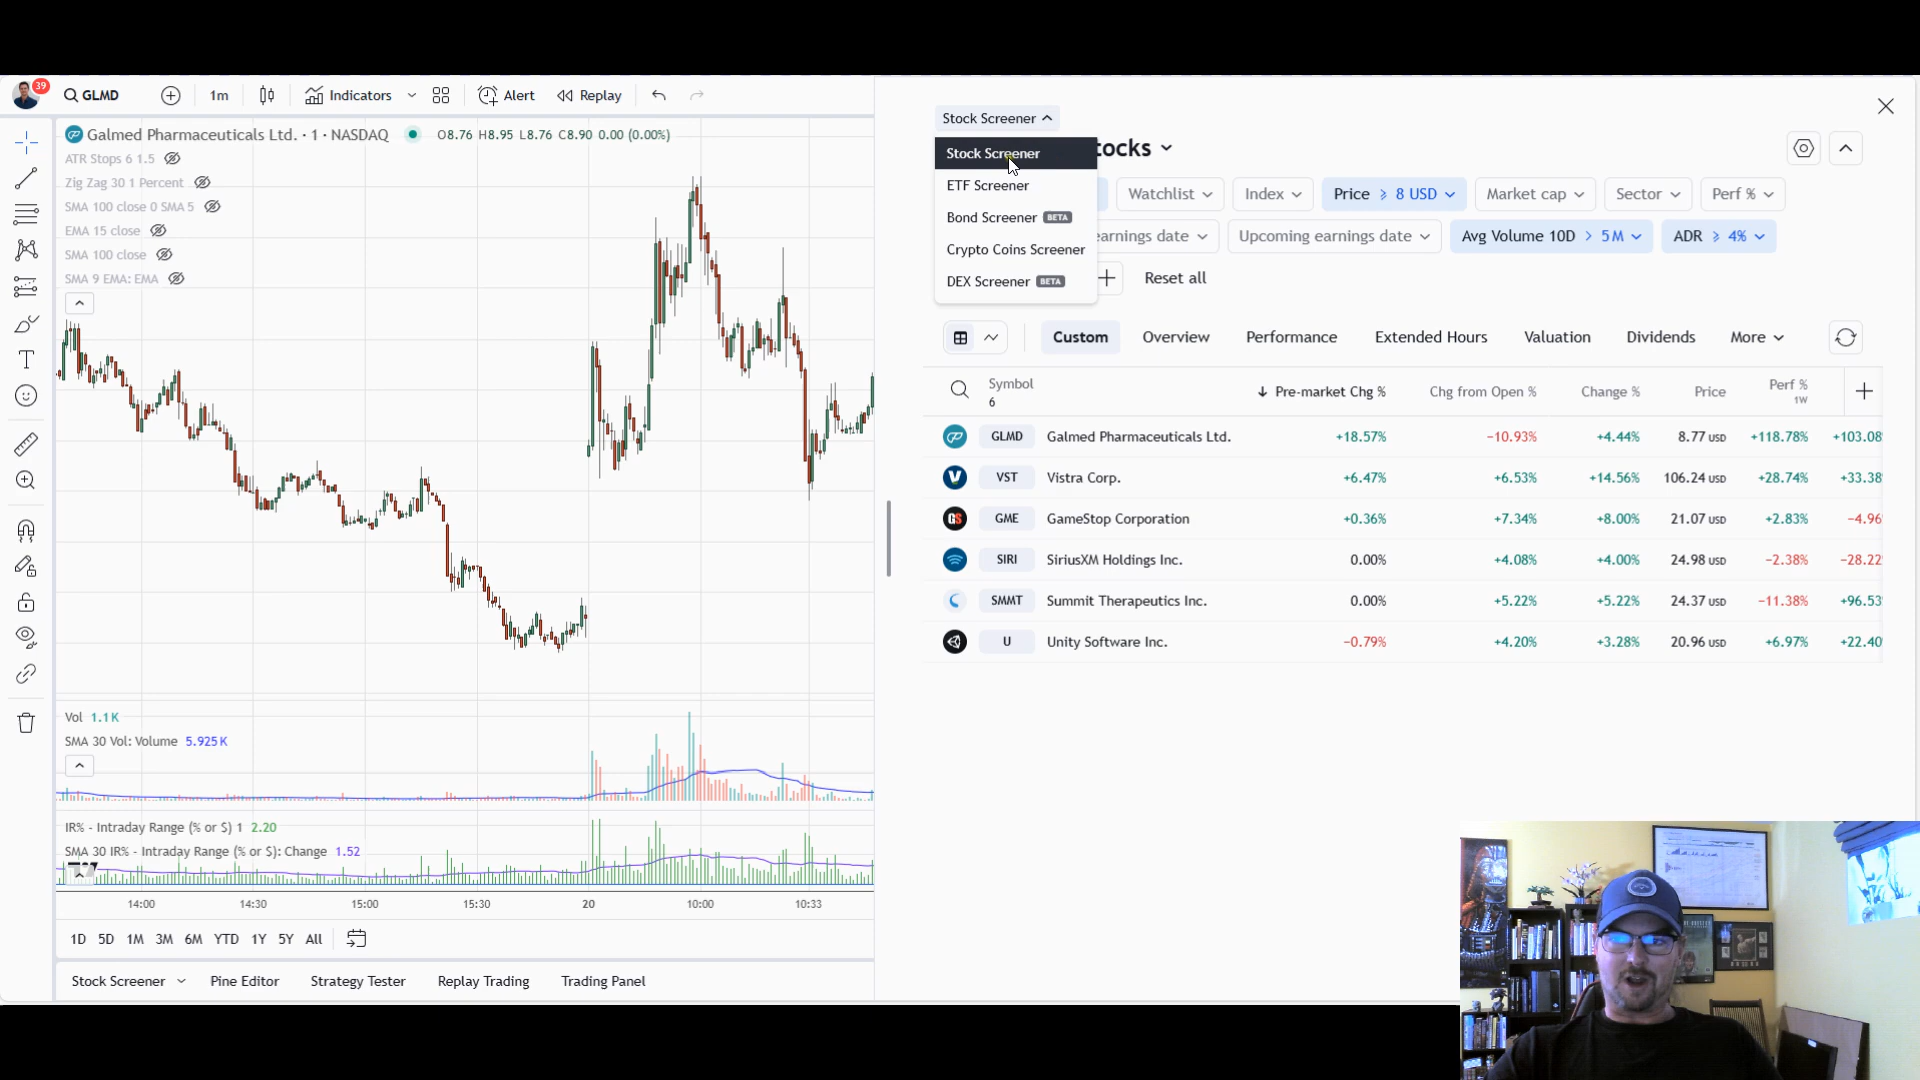 39
GLMD
1m
Indicators
Alert
Replay
Galmed Pharmaceuticals Ltd. · 1 · NASDAQ
O8.76 H8.95 L8.76 C8.90 0.00 (0.00%)
ATR Stops 6 1.5
Zig Zag 30 1 Percent
SMA 100 close 0 SMA 5
EMA 15 close
SMA 100 close
SMA 9 EMA: EMA
Vol 1.1 K
SMA 30 Vol: Volume 5.925 K
IR% - Intraday Range (% or $) 1 2.20
SMA 30 IR% - Intraday Range (% or $): Change 1.52
14:00 14:30 15:00 15:30 20 10:00 10:33
1D 5D 1M 3M 6M YTD 1Y 5Y All
Stock Screener Pine Editor Strategy Tester Replay Trading Trading Panel
Stock Screener
Stock Screener
ETF Screener
Bond Screener BETA
Crypto Coins Screener
DEX Screener BETA
tocks
Watchlist Index Price ≥ 8 USD Market cap Sector Perf %
earnings date Upcoming earnings date Avg Volume 10D > 5M ADR ≥ 4%
Reset all
Custom Overview Performance Extended Hours Valuation Dividends More
Symbol 6 Pre-market Chg % Chg from Open % Change % Price Perf % 1W
GLMD Galmed Pharmaceuticals Ltd. +18.57% −10.93% +4.44% 8.77 USD +118.78% +103.08
VST Vistra Corp. +6.47% +6.53% +14.56% 106.24 USD +28.74% +33.38
GME GameStop Corporation +0.36% +7.34% +8.00% 21.07 USD +2.83% −4.96
SIRI SiriusXM Holdings Inc. 0.00% +4.08% +4.00% 24.98 USD −2.38% −28.22
SMMT Summit Therapeutics Inc. 0.00% +5.22% +5.22% 24.37 USD −11.38% +96.53
U Unity Software Inc. −0.79% +4.20% +3.28% 20.96 USD +6.97% +22.40